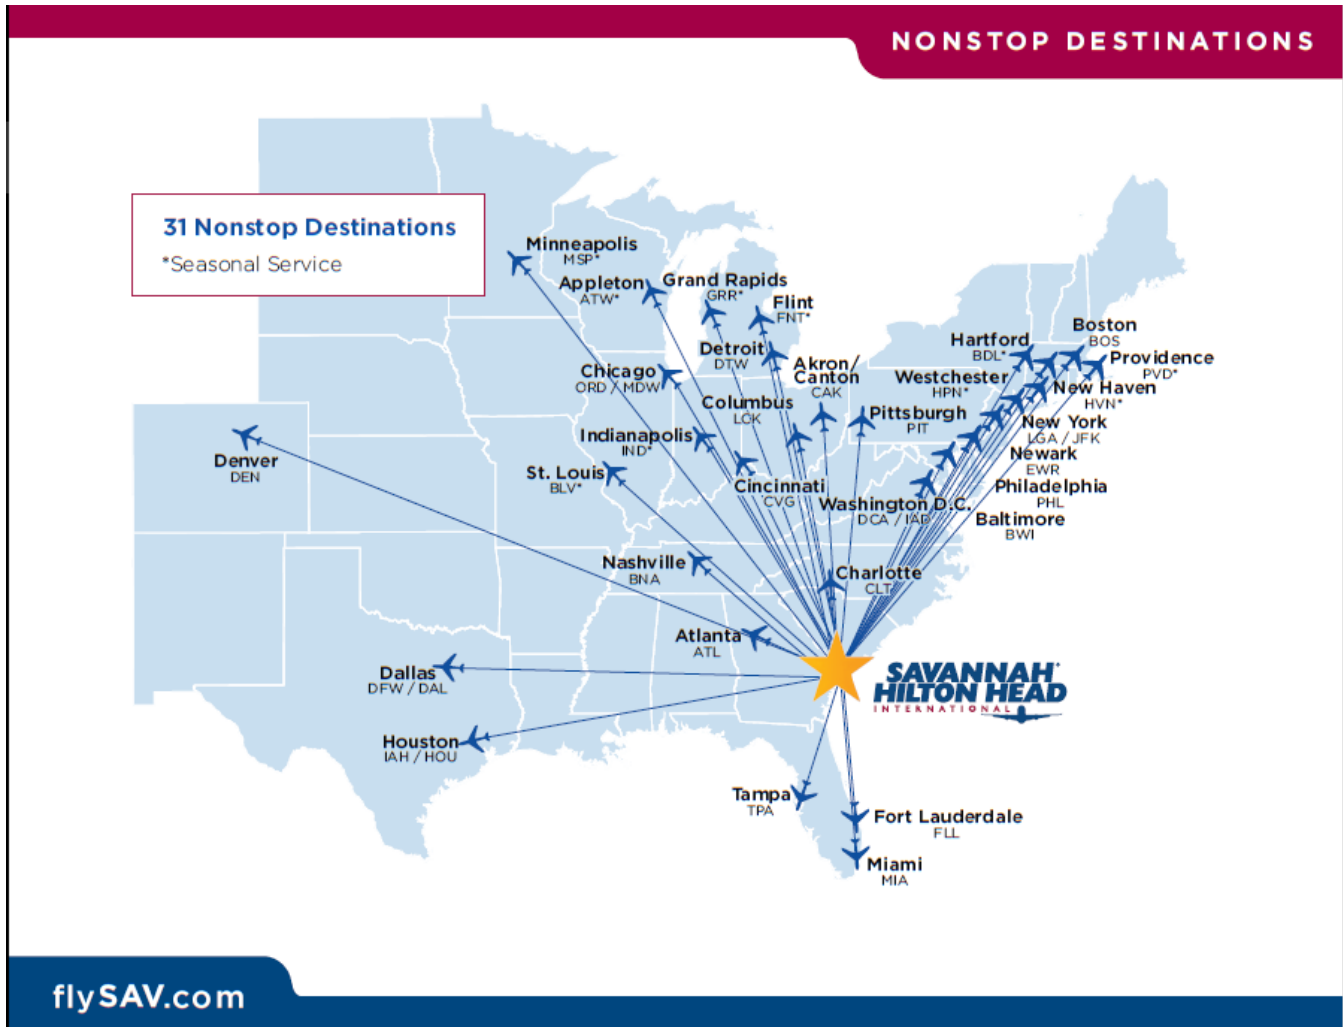 NONSTOP DESTINATIONS
31 Nonstop Destinations
*Seasonal Service
Minneapolis
MSP*
Appleton
ATW*
Grand Rapids
GRR*
Flint
FNT*
Detroit
DTW
Akron/
Canton
CAK
Chicago
ORD / MDW
Columbus
LCK
Pittsburgh
PIT
Hartford
BDL*
Boston
BOS
Providence
PVD*
Westchester
HPN*
New Haven
HVN*
New York
LGA / JFK
Newark
EWR
Philadelphia
PHL
Baltimore
BWI
Washington D.C.
DCA / IAD
Indianapolis
IND*
Cincinnati
CVG
St. Louis
BLV*
Denver
DEN
Nashville
BNA
Charlotte
CLT
Atlanta
ATL
Dallas
DFW / DAL
Houston
IAH / HOU
SAVANNAH
HILTON HEAD
INTERNATIONAL
Tampa
TPA
Fort Lauderdale
FLL
Miami
MIA
flySAV.com